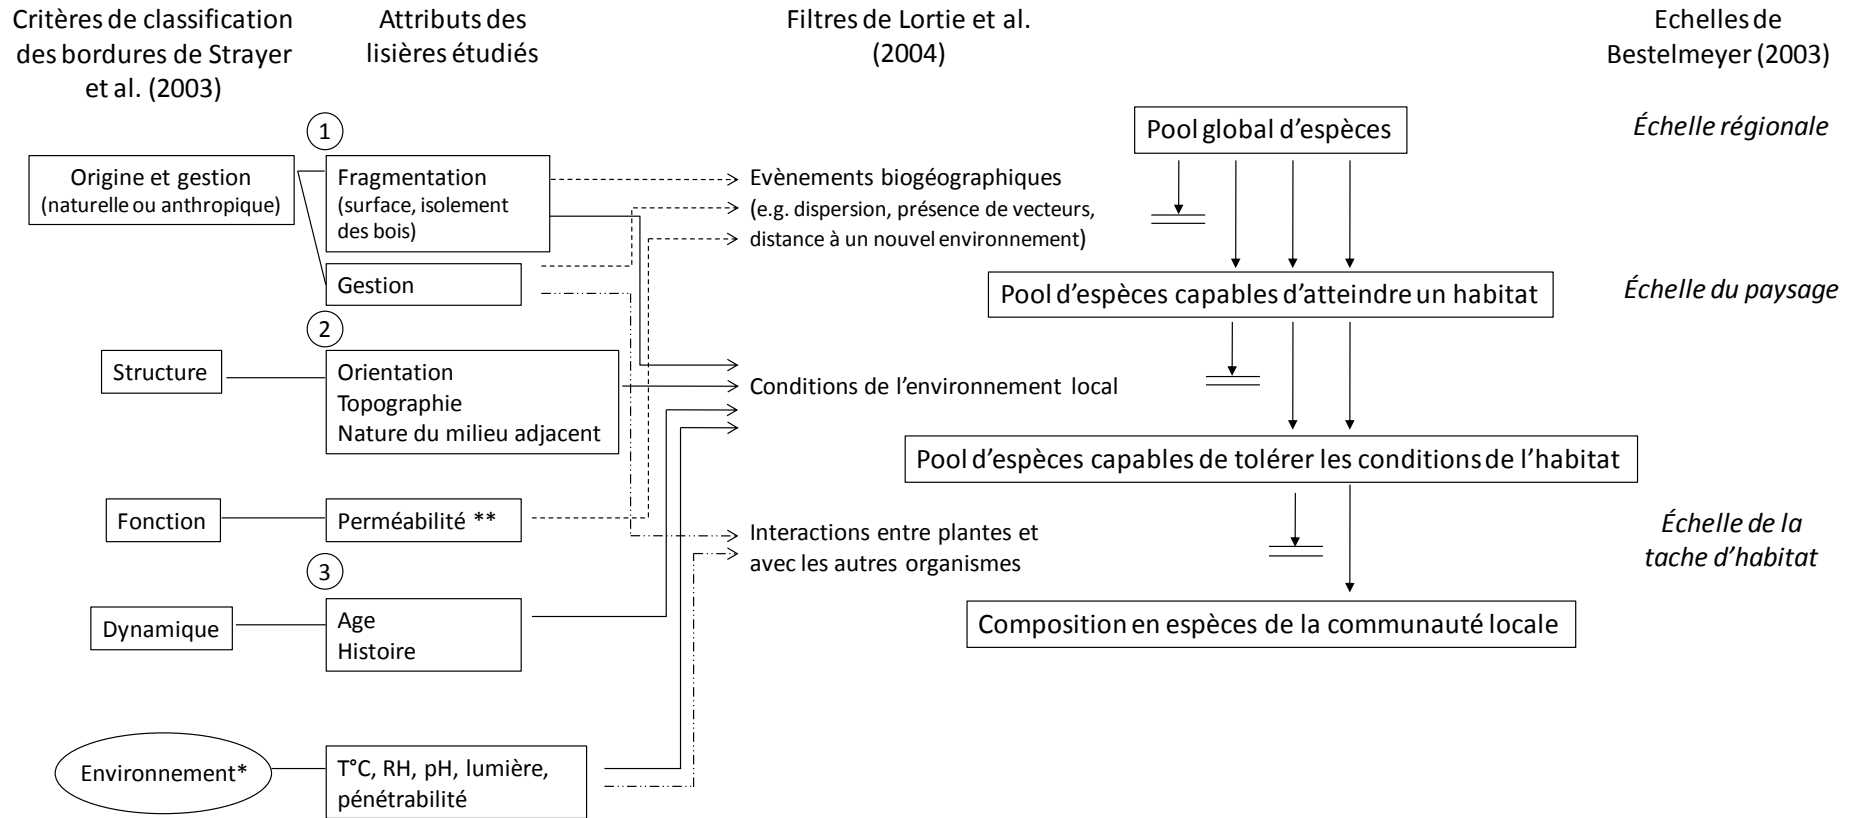 Critères de classification
des bordures de Strayer
et al. (2003)
Attributs des
lisières étudiés
Filtres de Lortie et al.
(2004)
Echelles de
Bestelmeyer (2003)
1
Origine et gestion
(naturelle ou anthropique)
Fragmentation
(surface, isolement
des bois)
Gestion
2
Structure
Orientation
Topographie
Nature du milieu adjacent
Fonction
Perméabilité **
3
Dynamique
Age
Histoire
Environnement*
T°C, RH, pH, lumière,
pénétrabilité
Evènements biogéographiques
(e.g. dispersion, présence de vecteurs,
distance à un nouvel environnement)
Conditions de l'environnement local
Interactions entre plantes et
avec les autres organismes
Pool global d'espèces
Pool d'espèces capables d'atteindre un habitat
Pool d'espèces capables de tolérer les conditions de l'habitat
Composition en espèces de la communauté locale
Échelle régionale
Échelle du paysage
Échelle de la
tache d'habitat